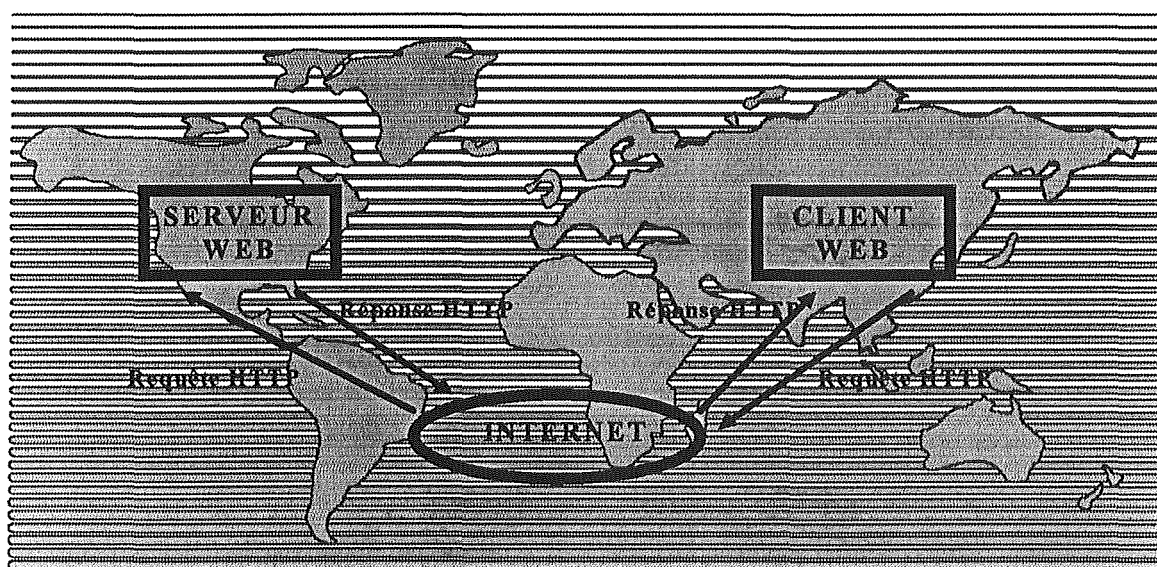 SERVEUR
WEB
CLIENT
WEB
Réponse HTTP
Réponse HTTP
Requête HTTP
Requête HTTP
INTERNET